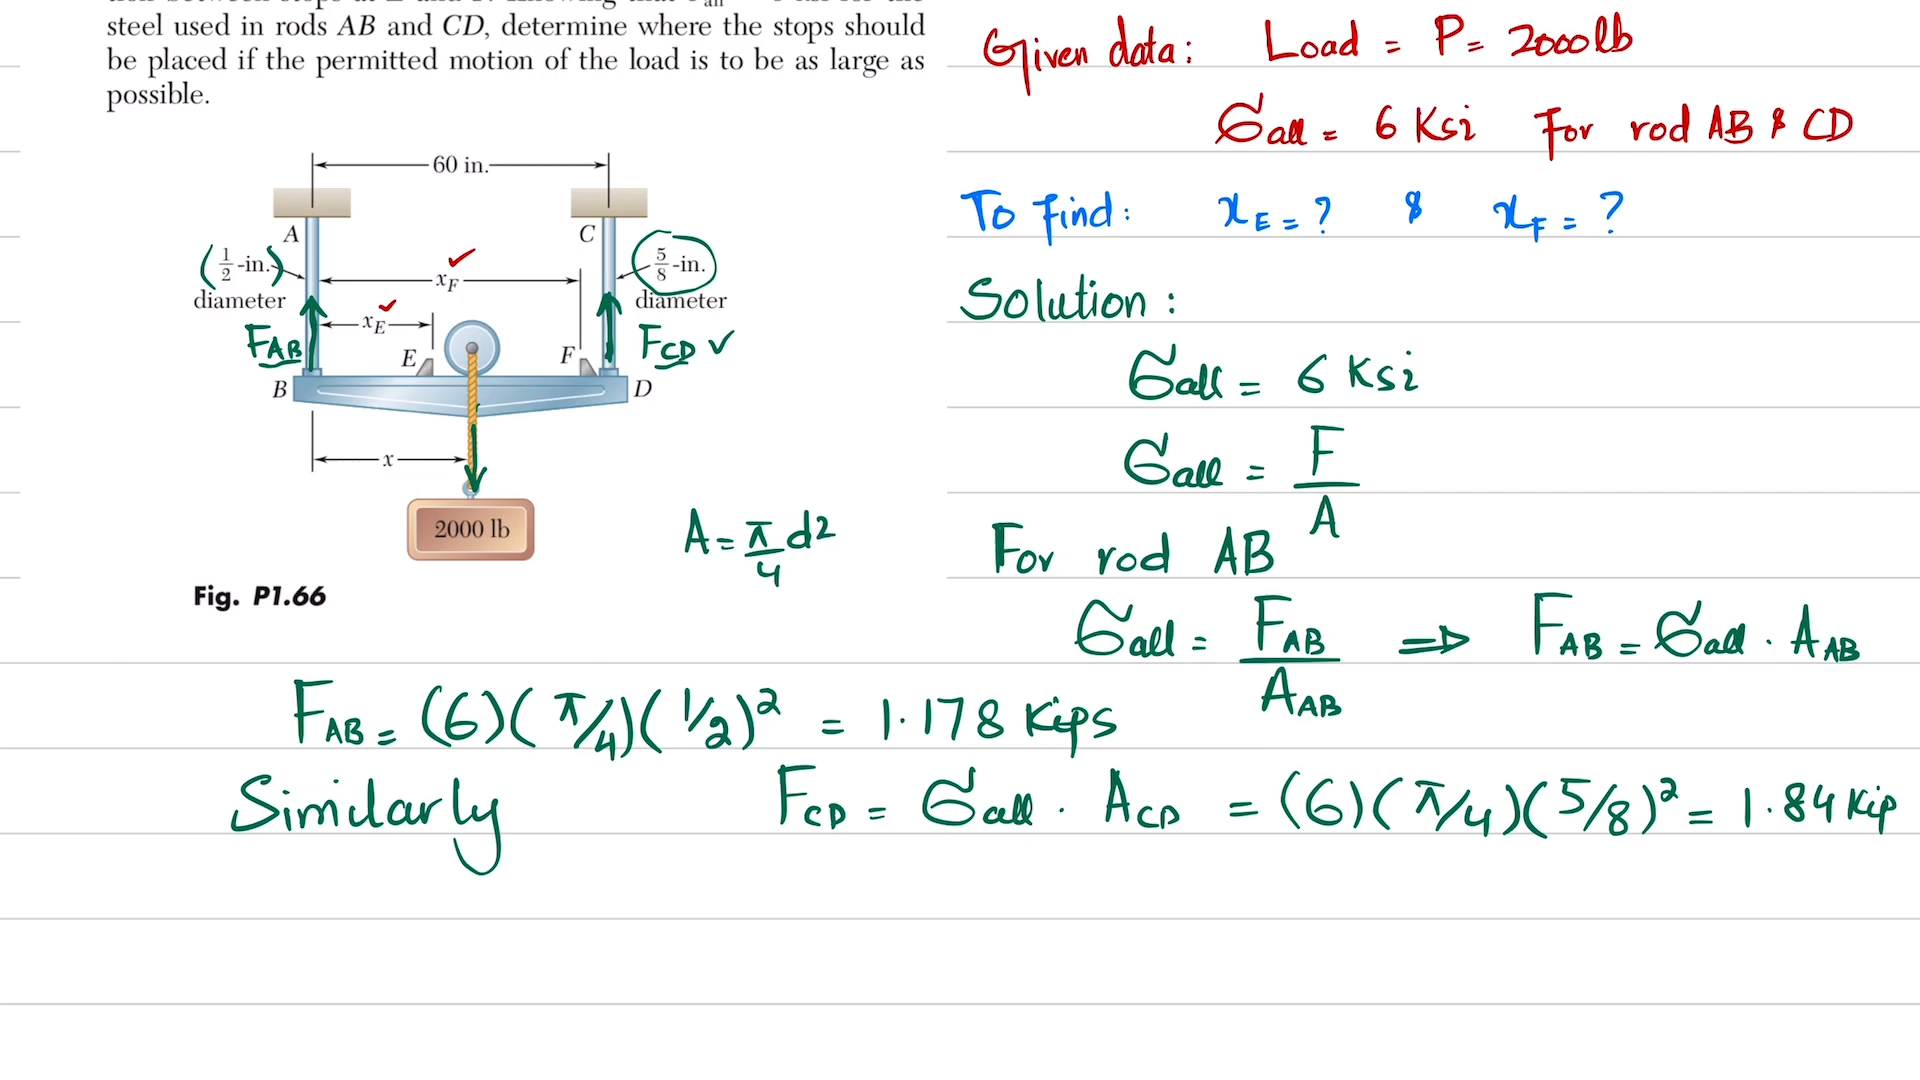 steel used in rods AB and CD, determine where the stops should
be placed if the permitted motion of the load is to be as large as
possible.
60 in.
A
C
1/2-in.
diameter
5/8-in.
diameter
xF
xE
FAB
FCD ✓
E
F
B
D
x
2000 lb
A = π/4 d2
Fig. P1.66
Given data: Load = P = 2000lb
σall = 6 Ksi For rod AB & CD
To find: xE = ? & xF = ?
Solution:
σall = 6 Ksi
σall = F/A
For rod AB
σall = FAB/AAB ⇒ FAB = σall . AAB
FAB = (6)(π/4)(1/2)² = 1.178 Kips
Similarly FCD = σall . ACD = (6)(π/4)(5/8)² = 1.84 Kip